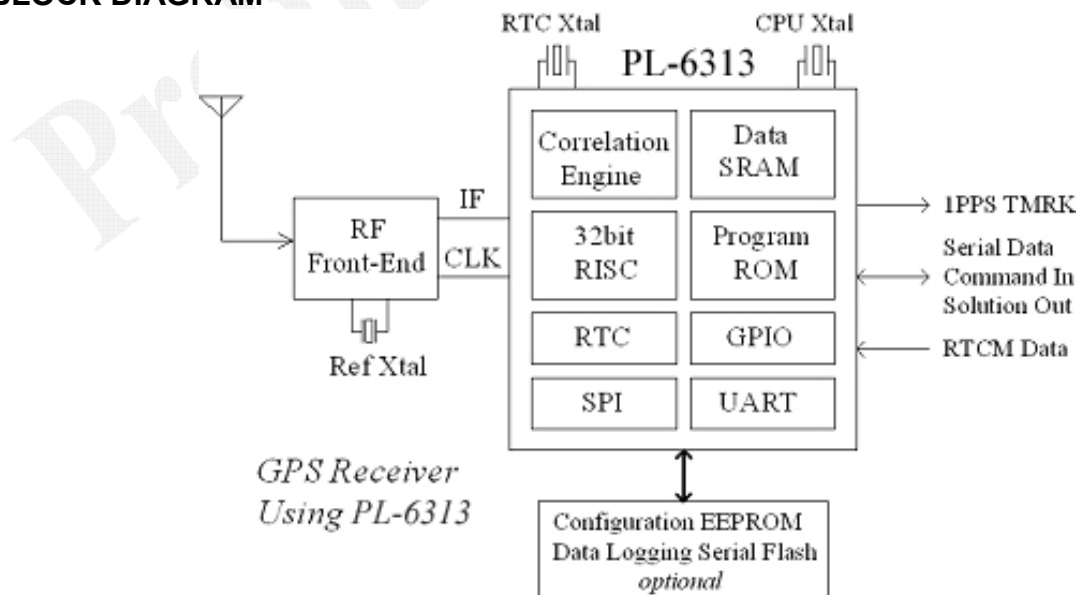 BLOCK DIAGRAM
RTC Xtal
CPU Xtal
PL-6313
Correlation
Engine
Data
SRAM
IF
CLK
RF
Front-End
Ref Xtal
32bit
RISC
Program
ROM
RTC
GPIO
SPI
UART
1PPS TMRK
Serial Data
Command In
Solution Out
RTCM Data
GPS Receiver
Using PL-6313
Configuration EEPROM
Data Logging Serial Flash
optional